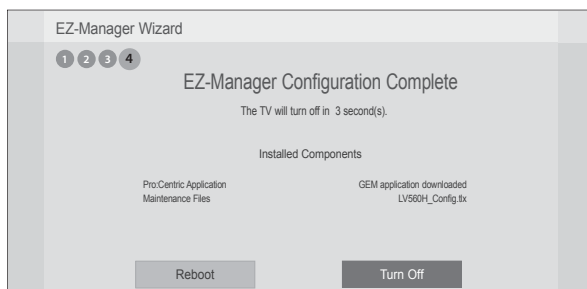 EZ-Manager Wizard
1 2 3 4
EZ-Manager Configuration Complete
The TV will turn off in 3 second(s).
Installed Components
Pro:Centric Application GEM application downloaded
Maintenance Files LV560H_Config.tlx
Reboot Turn Off